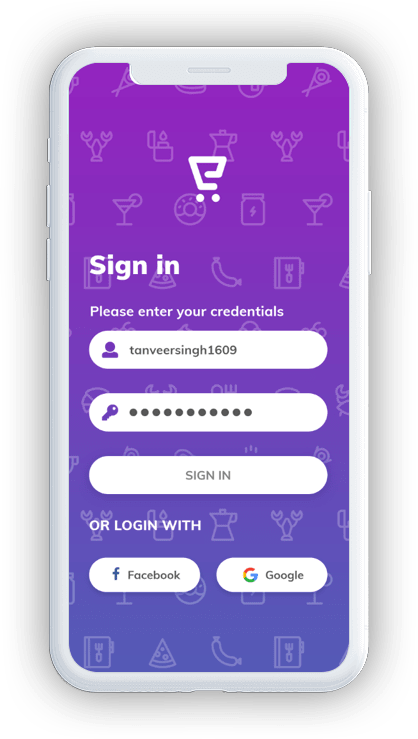 Sign in
Please enter your credentials
tanveersingh1609
SIGN IN
OR LOGIN WITH
Facebook
Google